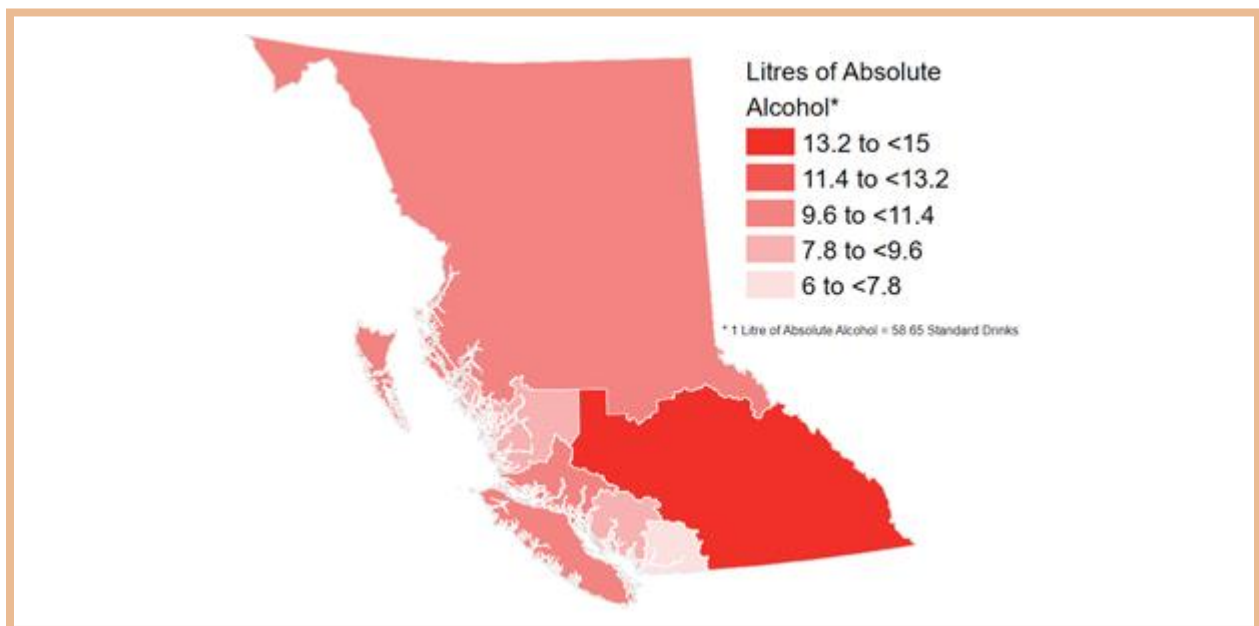 Litres of Absolute
Alcohol*
13.2 to <15
11.4 to <13.2
9.6 to <11.4
7.8 to <9.6
6 to <7.8
* 1 Litre of Absolute Alcohol = 58 65 Standard Drinks